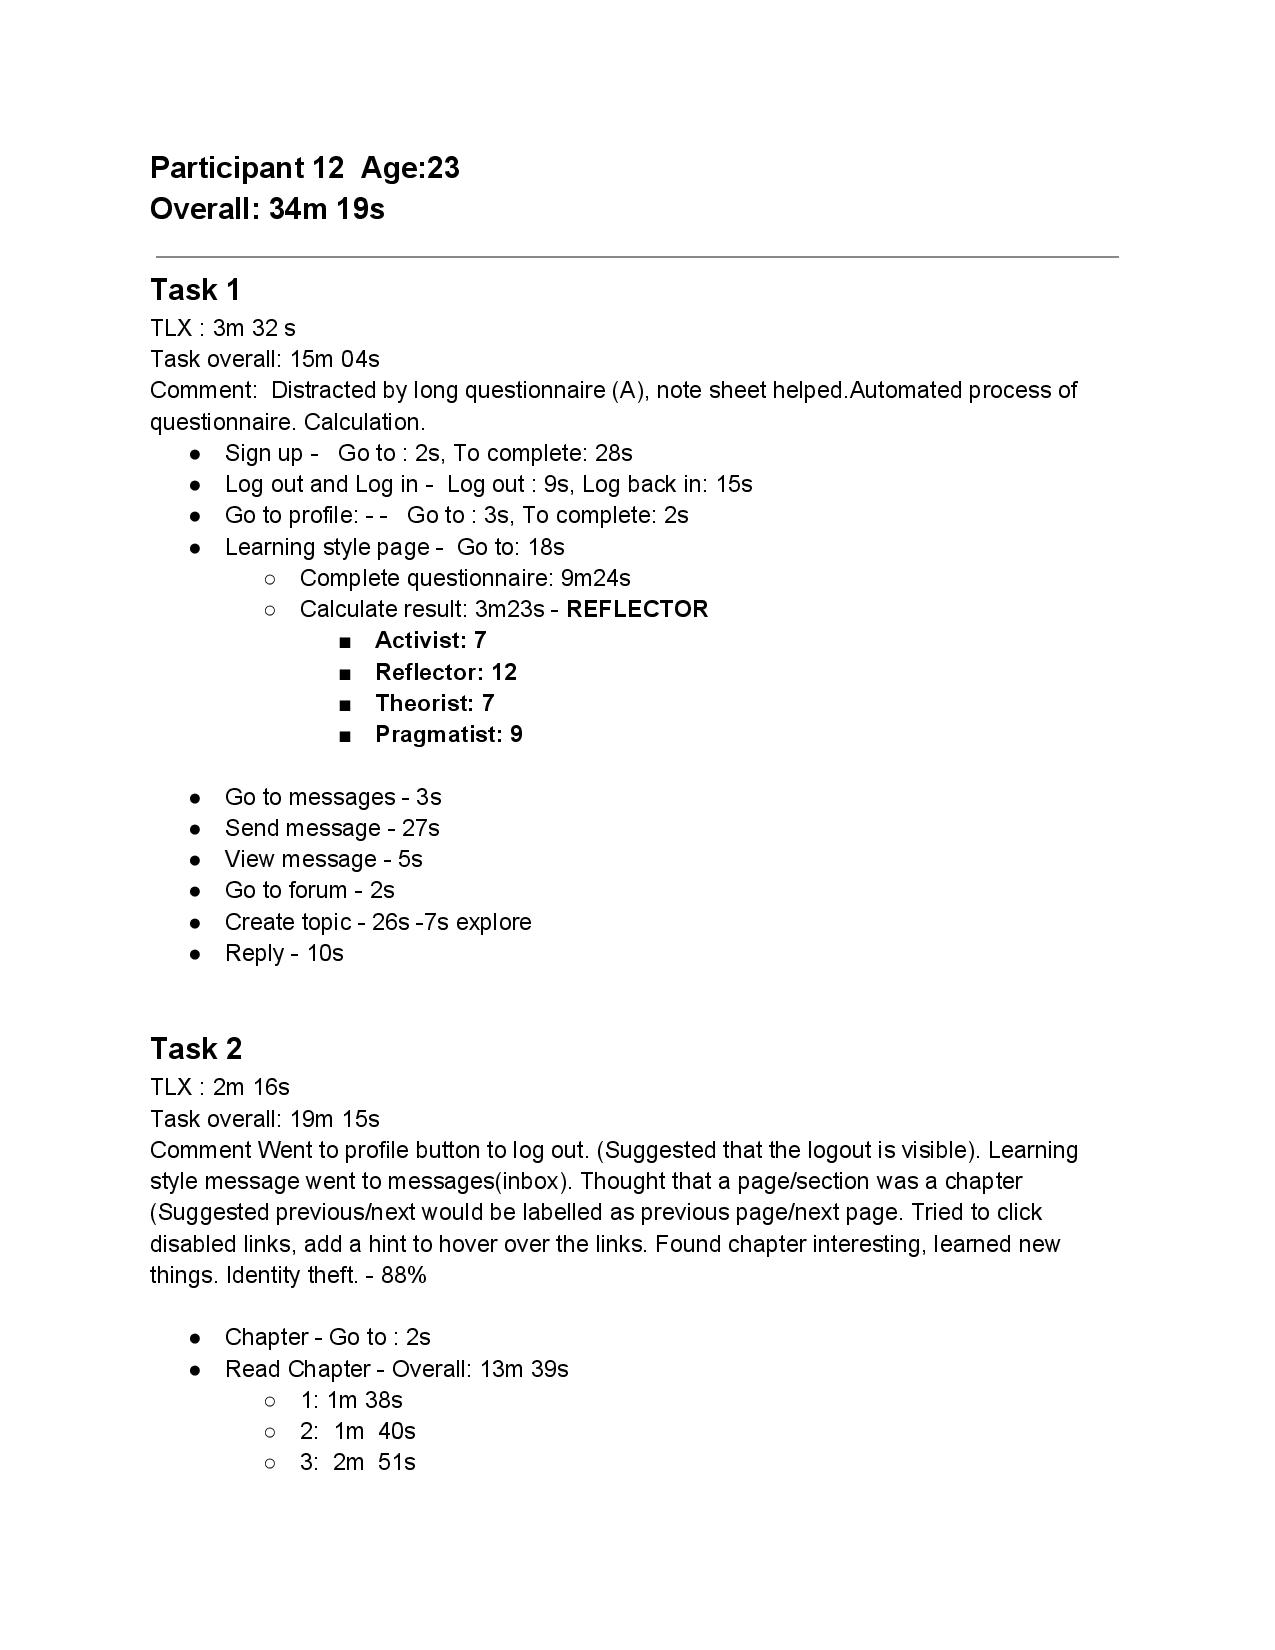 Participant 12  Age:23
Overall: 34m 19s
Task 1
TLX : 3m 32 s
Task overall: 15m 04s
Comment:  Distracted by long questionnaire (A), note sheet helped.Automated process of
questionnaire. Calculation.
● Sign up -   Go to : 2s, To complete: 28s
● Log out and Log in -  Log out : 9s, Log back in: 15s
● Go to profile: - -   Go to : 3s, To complete: 2s
● Learning style page -  Go to: 18s
○ Complete questionnaire: 9m24s
○ Calculate result: 3m23s - REFLECTOR
■ Activist: 7
■ Reflector: 12
■ Theorist: 7
■ Pragmatist: 9
● Go to messages - 3s
● Send message - 27s
● View message - 5s
● Go to forum - 2s
● Create topic - 26s -7s explore
● Reply - 10s
Task 2
TLX : 2m 16s
Task overall: 19m 15s
Comment Went to profile button to log out. (Suggested that the logout is visible). Learning
style message went to messages(inbox). Thought that a page/section was a chapter
(Suggested previous/next would be labelled as previous page/next page. Tried to click
disabled links, add a hint to hover over the links. Found chapter interesting, learned new
things. Identity theft. - 88%
● Chapter - Go to : 2s
● Read Chapter - Overall: 13m 39s
○ 1: 1m 38s
○ 2:  1m  40s
○ 3:  2m  51s